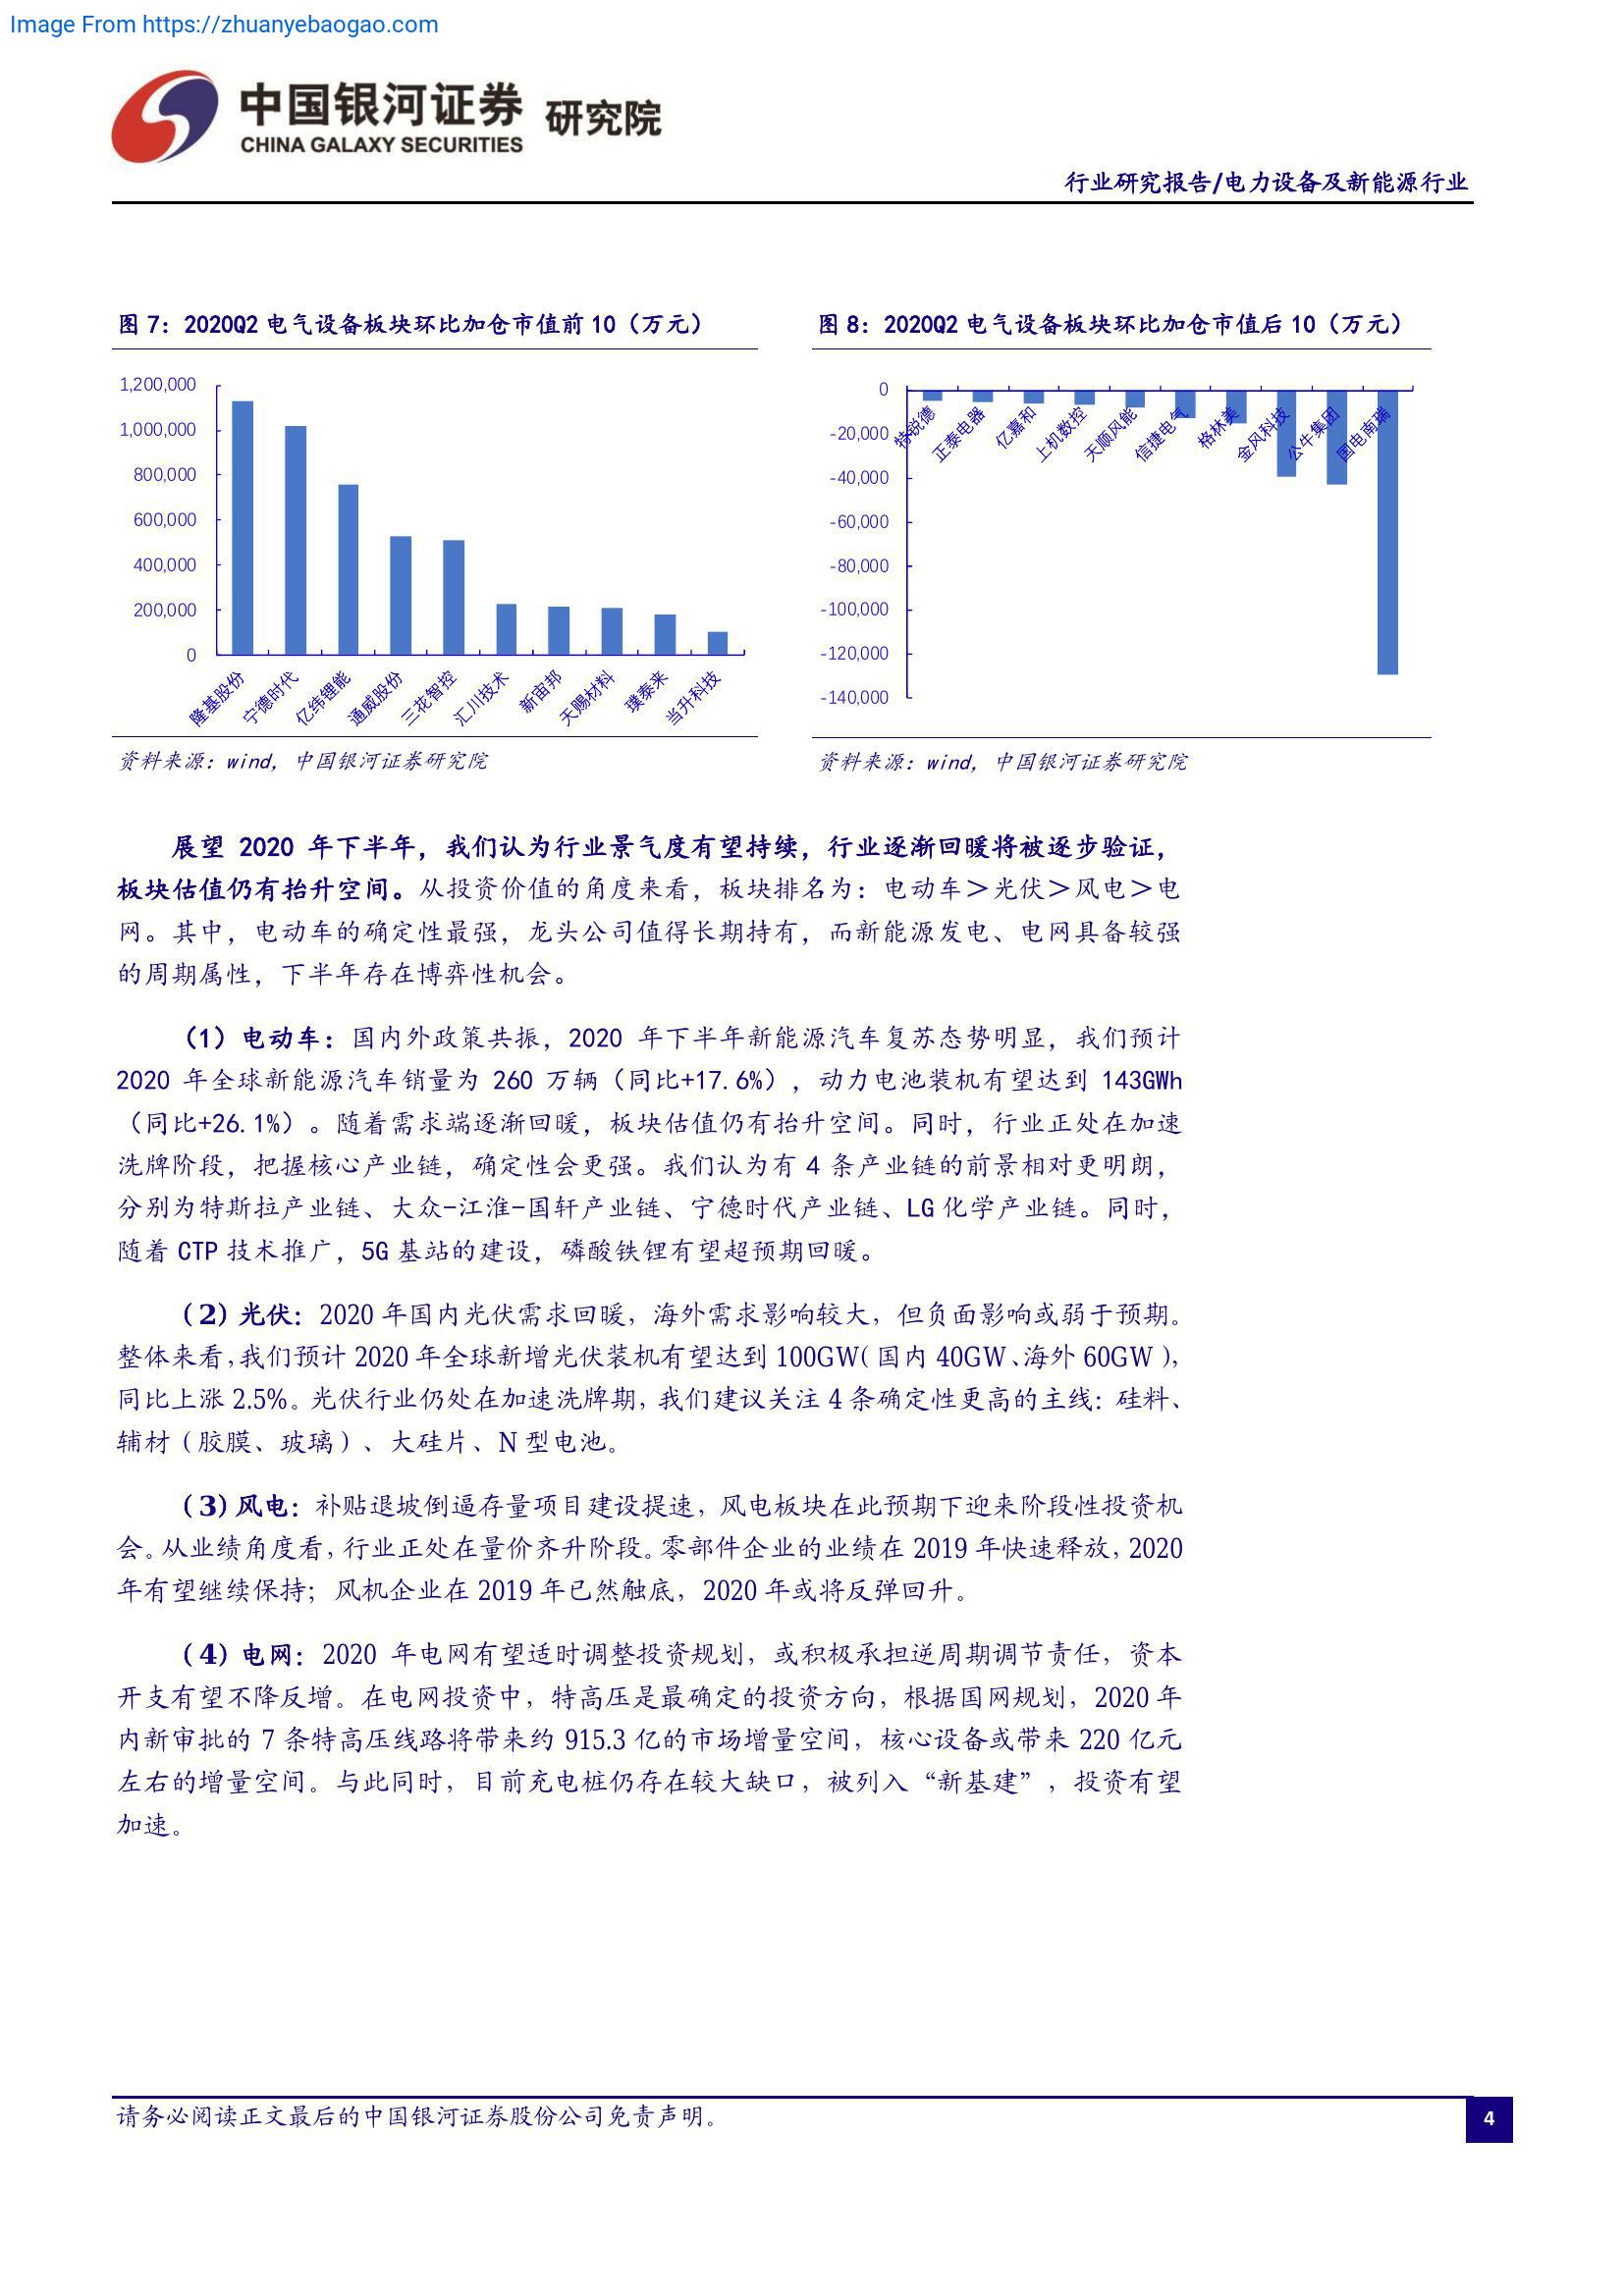 Image From https://zhuanyebaogao.com
中国银河证券 研究院
CHINA GALAXY SECURITIES
行业研究报告/电力设备及新能源行业
图 7：2020Q2 电气设备板块环比加仓市值前 10（万元）
1,200,000
1,000,000
800,000
600,000
400,000
200,000
0
隆基股份
宁德时代
亿纬锂能
通威股份
三花智控
汇川技术
新宙邦
天赐材料
璞泰来
当升科技
资料来源：wind，中国银河证券研究院
图 8：2020Q2 电气设备板块环比加仓市值后 10（万元）
0
-20,000
-40,000
-60,000
-80,000
-100,000
-120,000
-140,000
特锐德
正泰电器
亿嘉和
上机数控
天顺风能
信捷电气
格林美
金风科技
公牛集团
国电南瑞
资料来源：wind，中国银河证券研究院
展望 2020 年下半年，我们认为行业景气度有望持续，行业逐渐回暖将被逐步验证，
板块估值仍有抬升空间。从投资价值的角度来看，板块排名为：电动车＞光伏＞风电＞电
网。其中，电动车的确定性最强，龙头公司值得长期持有，而新能源发电、电网具备较强
的周期属性，下半年存在博弈性机会。
（1）电动车：国内外政策共振，2020 年下半年新能源汽车复苏态势明显，我们预计
2020 年全球新能源汽车销量为 260 万辆（同比+17.6%），动力电池装机有望达到 143GWh
（同比+26.1%）。随着需求端逐渐回暖，板块估值仍有抬升空间。同时，行业正处在加速
洗牌阶段，把握核心产业链，确定性会更强。我们认为有 4 条产业链的前景相对更明朗，
分别为特斯拉产业链、大众-江淮-国轩产业链、宁德时代产业链、LG 化学产业链。同时，
随着 CTP 技术推广，5G 基站的建设，磷酸铁锂有望超预期回暖。
（2）光伏：2020 年国内光伏需求回暖，海外需求影响较大，但负面影响或弱于预期。
整体来看，我们预计 2020 年全球新增光伏装机有望达到 100GW（国内 40GW、海外 60GW），
同比上涨 2.5%。光伏行业仍处在加速洗牌期，我们建议关注 4 条确定性更高的主线：硅料、
辅材（胶膜、玻璃）、大硅片、N 型电池。
（3）风电：补贴退坡倒逼存量项目建设提速，风电板块在此预期下迎来阶段性投资机
会。从业绩角度看，行业正处在量价齐升阶段。零部件企业的业绩在 2019 年快速释放，2020
年有望继续保持；风机企业在 2019 年已然触底，2020 年或将反弹回升。
（4）电网：2020 年电网有望适时调整投资规划，或积极承担逆周期调节责任，资本
开支有望不降反增。在电网投资中，特高压是最确定的投资方向，根据国网规划，2020 年
内新审批的 7 条特高压线路将带来约 915.3 亿的市场增量空间，核心设备或带来 220 亿元
左右的增量空间。与此同时，目前充电桩仍存在较大缺口，被列入“新基建”，投资有望
加速。
请务必阅读正文最后的中国银河证券股份公司免责声明。
4